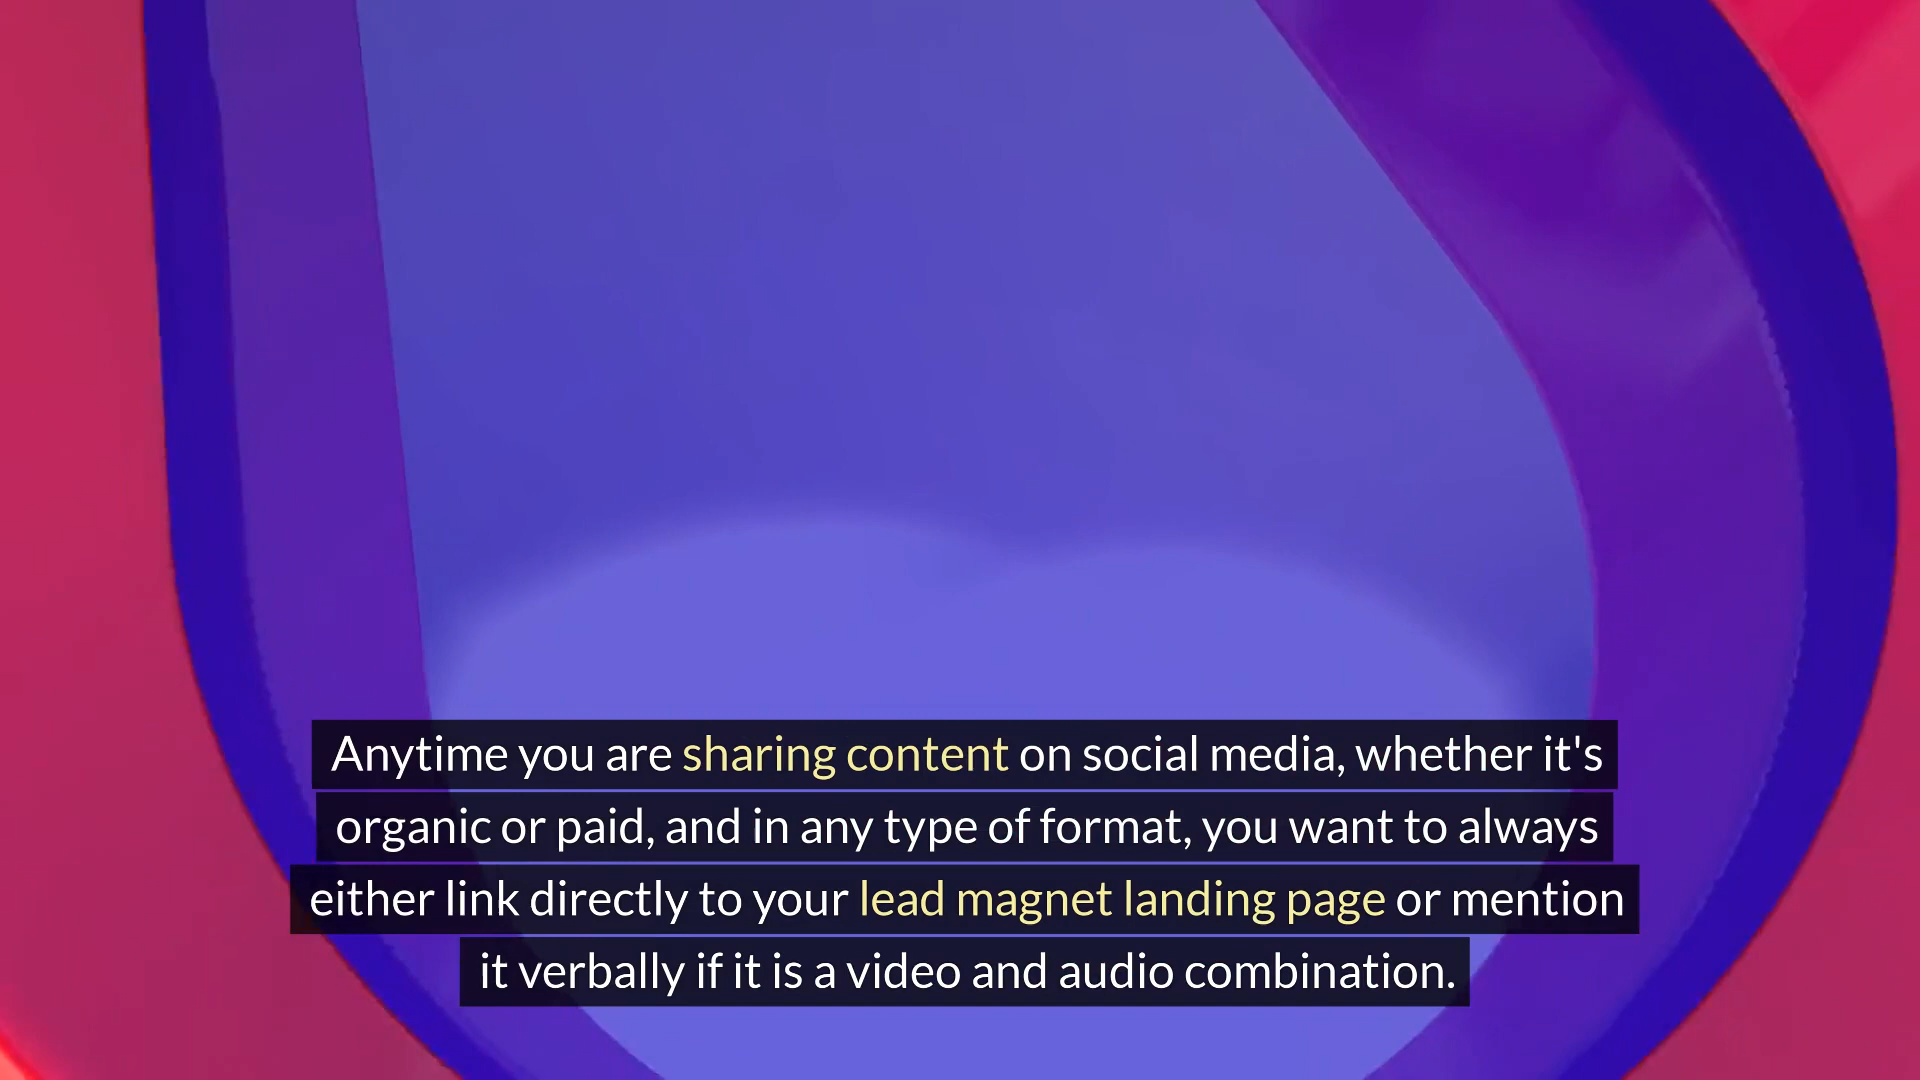 Anytime you are sharing content on social media, whether it's
organic or paid, and in any type of format, you want to always
either link directly to your lead magnet landing page or mention
it verbally if it is a video and audio combination.